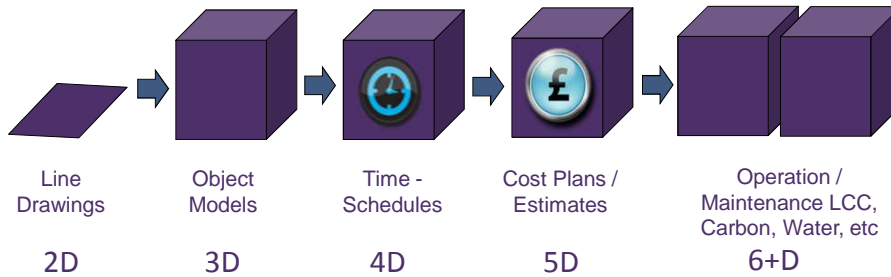 £
Line
Drawings
Object
Models
Time -
Schedules
Cost Plans /
Estimates
Operation /
Maintenance LCC,
Carbon, Water, etc
2D
3D
4D
5D
6+D